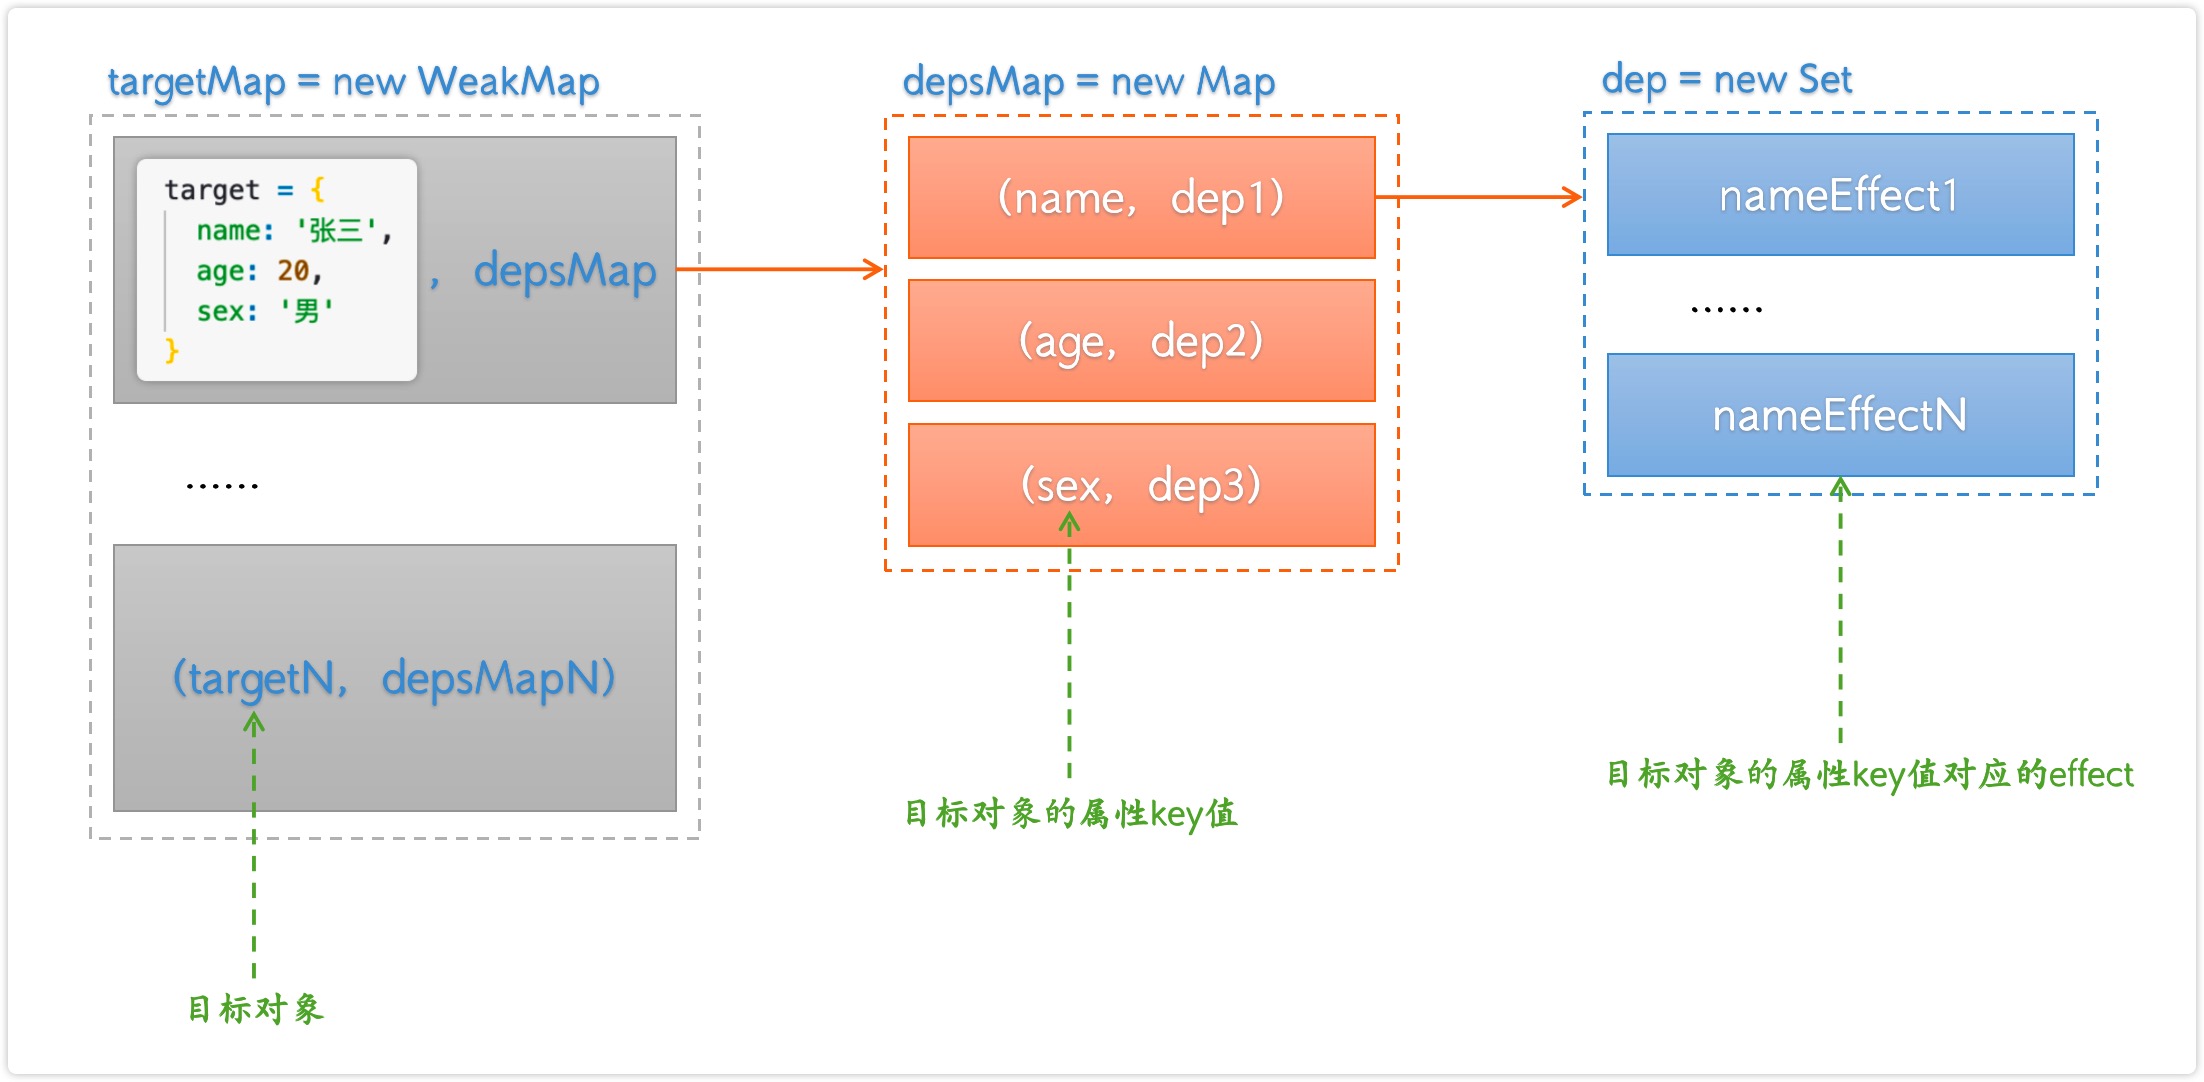 targetMap = new WeakMap
target = {
name: '张三',
age: 20,
sex: '男'
}
, depsMap
......
(targetN, depsMapN)
目标对象
depsMap = new Map
(name, dep1)
(age, dep2)
(sex, dep3)
目标对象的属性key值
dep = new Set
nameEffect1
......
nameEffectN
目标对象的属性key值对应的effect